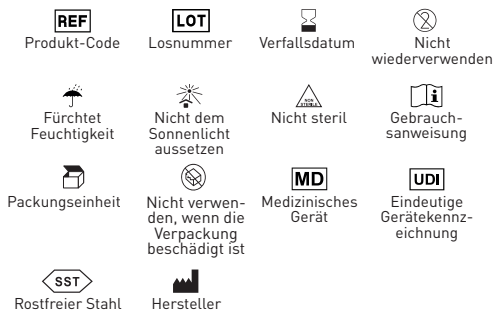 REF
LOT
Produkt-Code
Losnummer
Verfallsdatum
Nicht
wiederverwenden
2
NON
STERILE
i
Fürchtet
Feuchtigkeit
Nicht dem
Sonnenlicht
aussetzen
Nicht steril
Gebrauch-
sanweisung
Packungseinheit
Nicht verwen-
den, wenn die
Verpackung
beschädigt ist
MD
Medizinisches
Gerät
UDI
Eindeutige
Gerätekennz-
eichnung
SST
Rostfreier Stahl
Hersteller